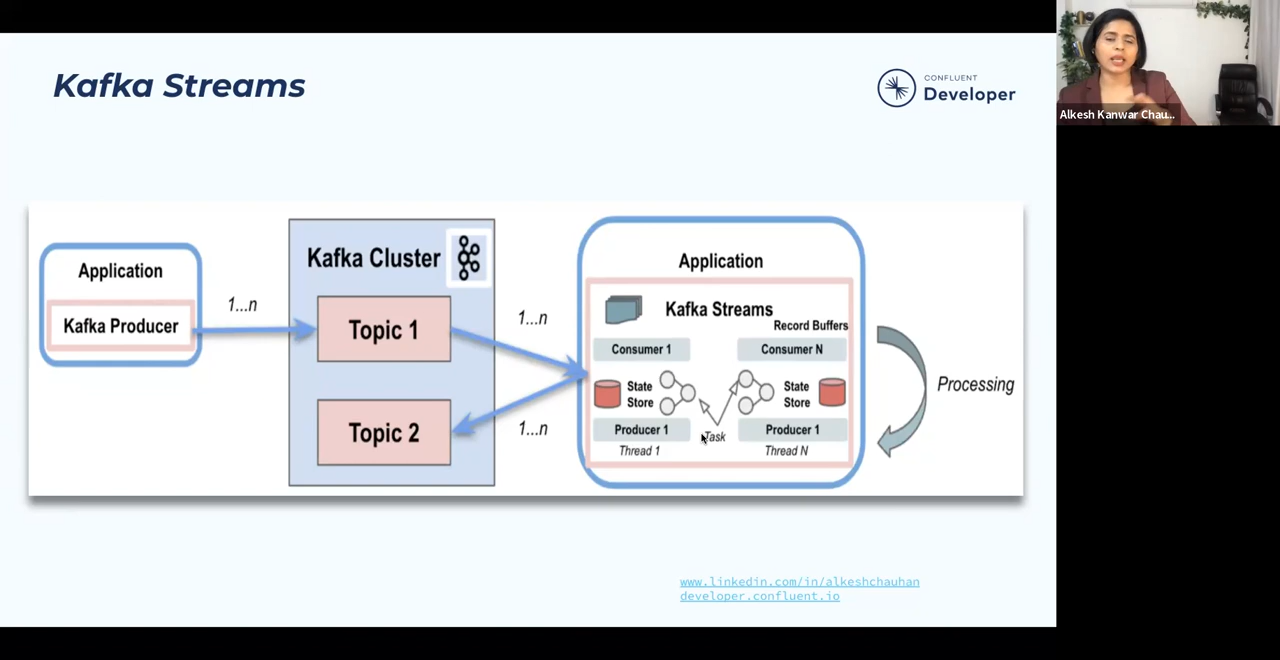 Kafka Streams
CONFLUENT
Developer
Alkesh Kanwar Chau...
Application
Kafka Producer
1...n
Kafka Cluster
Topic 1
Topic 2
1...n
1...n
Application
Kafka Streams
Record Buffers
Consumer 1
Consumer N
State
Store
State
Store
Producer 1
Task
Producer 1
Thread 1
Thread N
Processing
www.linkedin.com/in/alkeshchauhan
developer.confluent.io